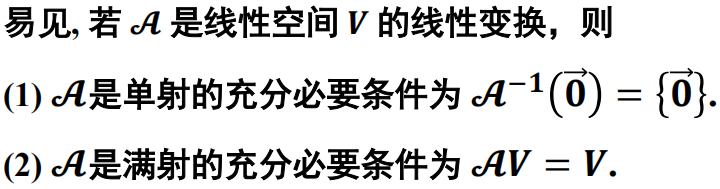 易见, 若 𝓐 是线性空间 V 的线性变换，则
(1) 𝓐是单射的充分必要条件为 𝓐⁻¹(0⃗) = {0⃗}.
(2) 𝓐是满射的充分必要条件为 𝓐V = V.